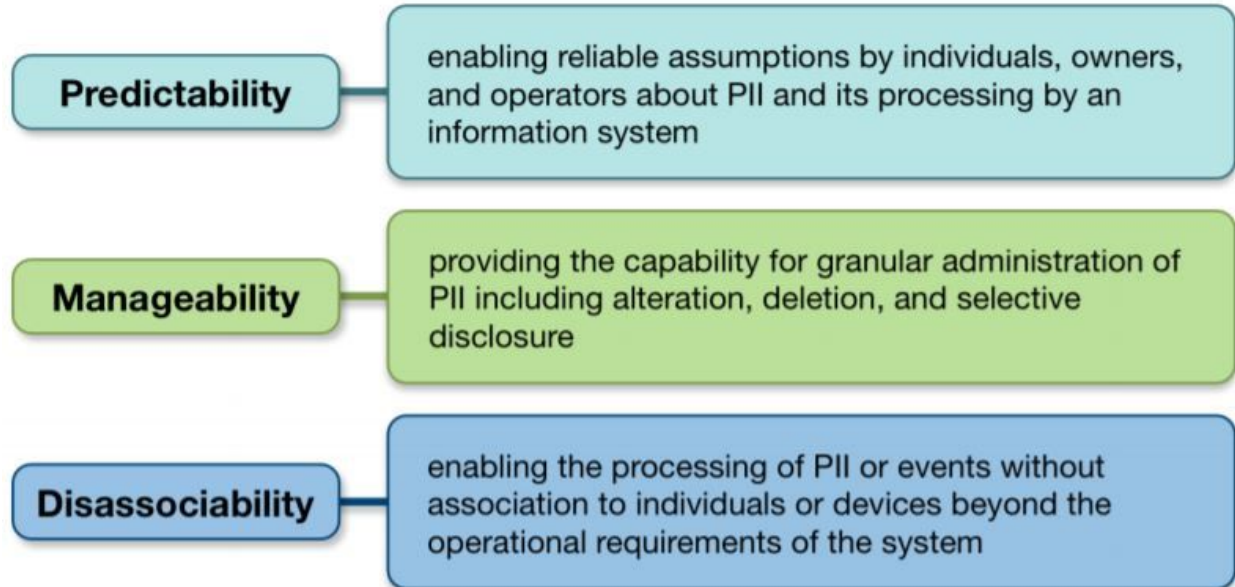 Predictability
enabling reliable assumptions by individuals, owners,
and operators about PII and its processing by an
information system
Manageability
providing the capability for granular administration of
PII including alteration, deletion, and selective
disclosure
Disassociability
enabling the processing of PII or events without
association to individuals or devices beyond the
operational requirements of the system